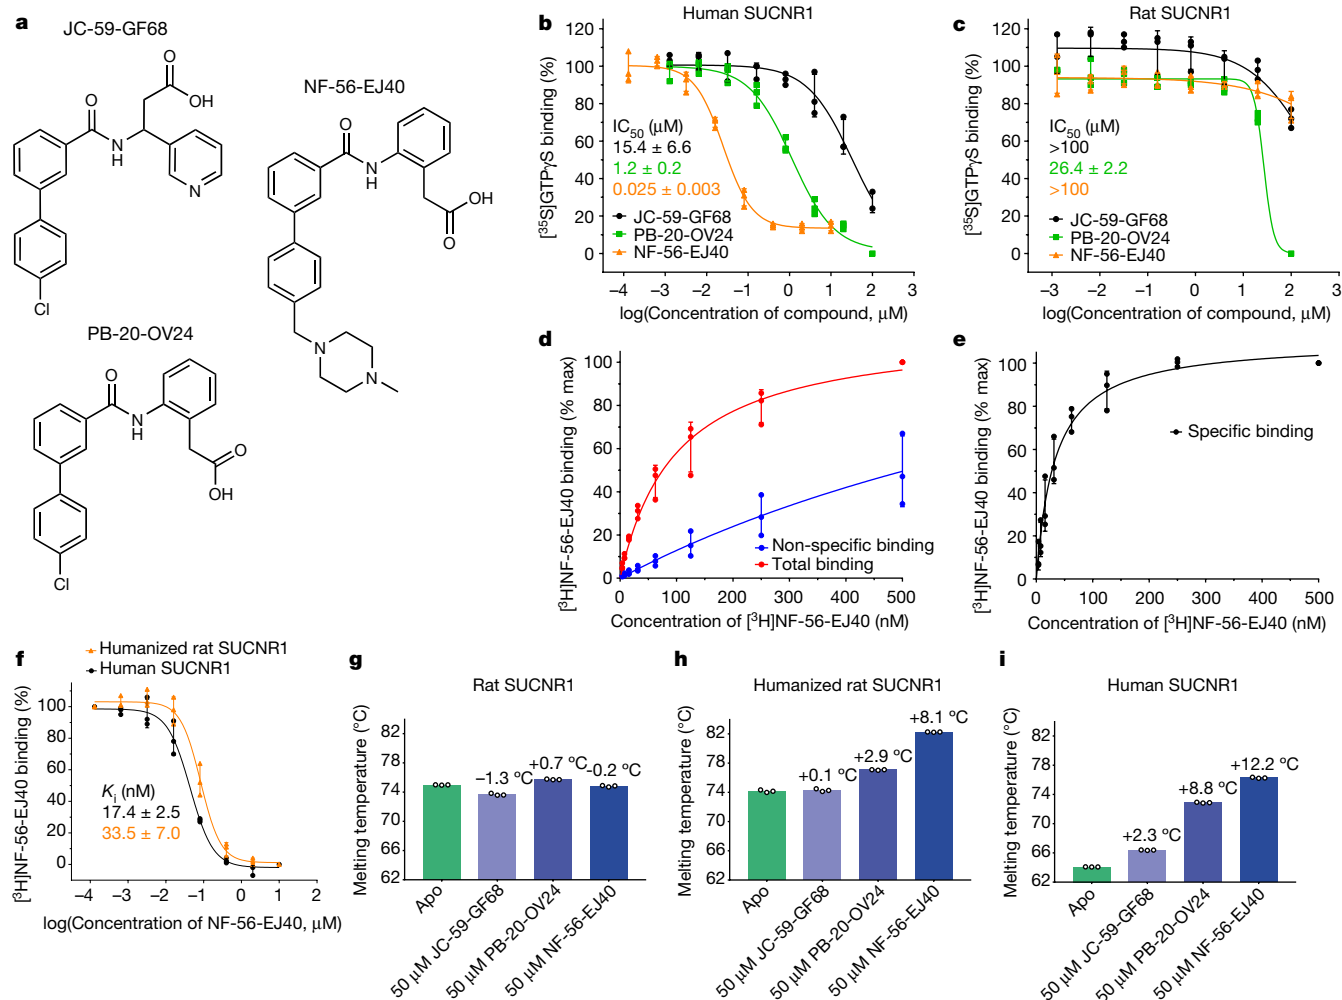 a
JC-59-GF68
O
OH
O
N
H
N
Cl
NF-56-EJ40
O
N
H
OH
O
N
N
PB-20-OV24
O
N
H
O
OH
Cl
b
Human SUCNR1
[³⁵S]GTPγS binding (%)
120
100
80
60
40
20
0
IC₅₀ (μM)
15.4 ± 6.6
1.2 ± 0.2
0.025 ± 0.003
JC-59-GF68
PB-20-OV24
NF-56-EJ40
–4 –3 –2 –1 0 1 2 3
log(Concentration of compound, μM)
c
Rat SUCNR1
[³⁵S]GTPγS binding (%)
120
100
80
60
40
20
0
IC₅₀ (μM)
>100
26.4 ± 2.2
>100
JC-59-GF68
PB-20-OV24
NF-56-EJ40
–3 –2 –1 0 1 2 3
log(Concentration of compound, μM)
d
[³H]NF-56-EJ40 binding (% max)
100
80
60
40
20
0
Non-specific binding
Total binding
0 100 200 300 400 500
Concentration of [³H]NF-56-EJ40 (nM)
e
[³H]NF-56-EJ40 binding (% max)
100
80
60
40
20
0
Specific binding
0 100 200 300 400 500
Concentration of [³H]NF-56-EJ40 (nM)
f
Humanized rat SUCNR1
Human SUCNR1
[³H]NF-56-EJ40 binding (%)
100
80
60
40
20
0
Kᵢ (nM)
17.4 ± 2.5
33.5 ± 7.0
–4 –3 –2 –1 0 1 2
log(Concentration of NF-56-EJ40, μM)
g
Rat SUCNR1
Melting temperature (°C)
82
78
74
70
66
62
–1.3 °C
+0.7 °C
-0.2 °C
Apo
50 μM JC-59-GF68
50 μM PB-20-OV24
50 μM NF-56-EJ40
h
Humanized rat SUCNR1
Melting temperature (°C)
82
78
74
70
66
62
+0.1 °C
+2.9 °C
+8.1 °C
Apo
50 μM JC-59-GF68
50 μM PB-20-OV24
50 μM NF-56-EJ40
i
Human SUCNR1
Melting temperature (°C)
82
78
74
70
66
62
+2.3 °C
+8.8 °C
+12.2 °C
Apo
50 μM JC-59-GF68
50 μM PB-20-OV24
50 μM NF-56-EJ40